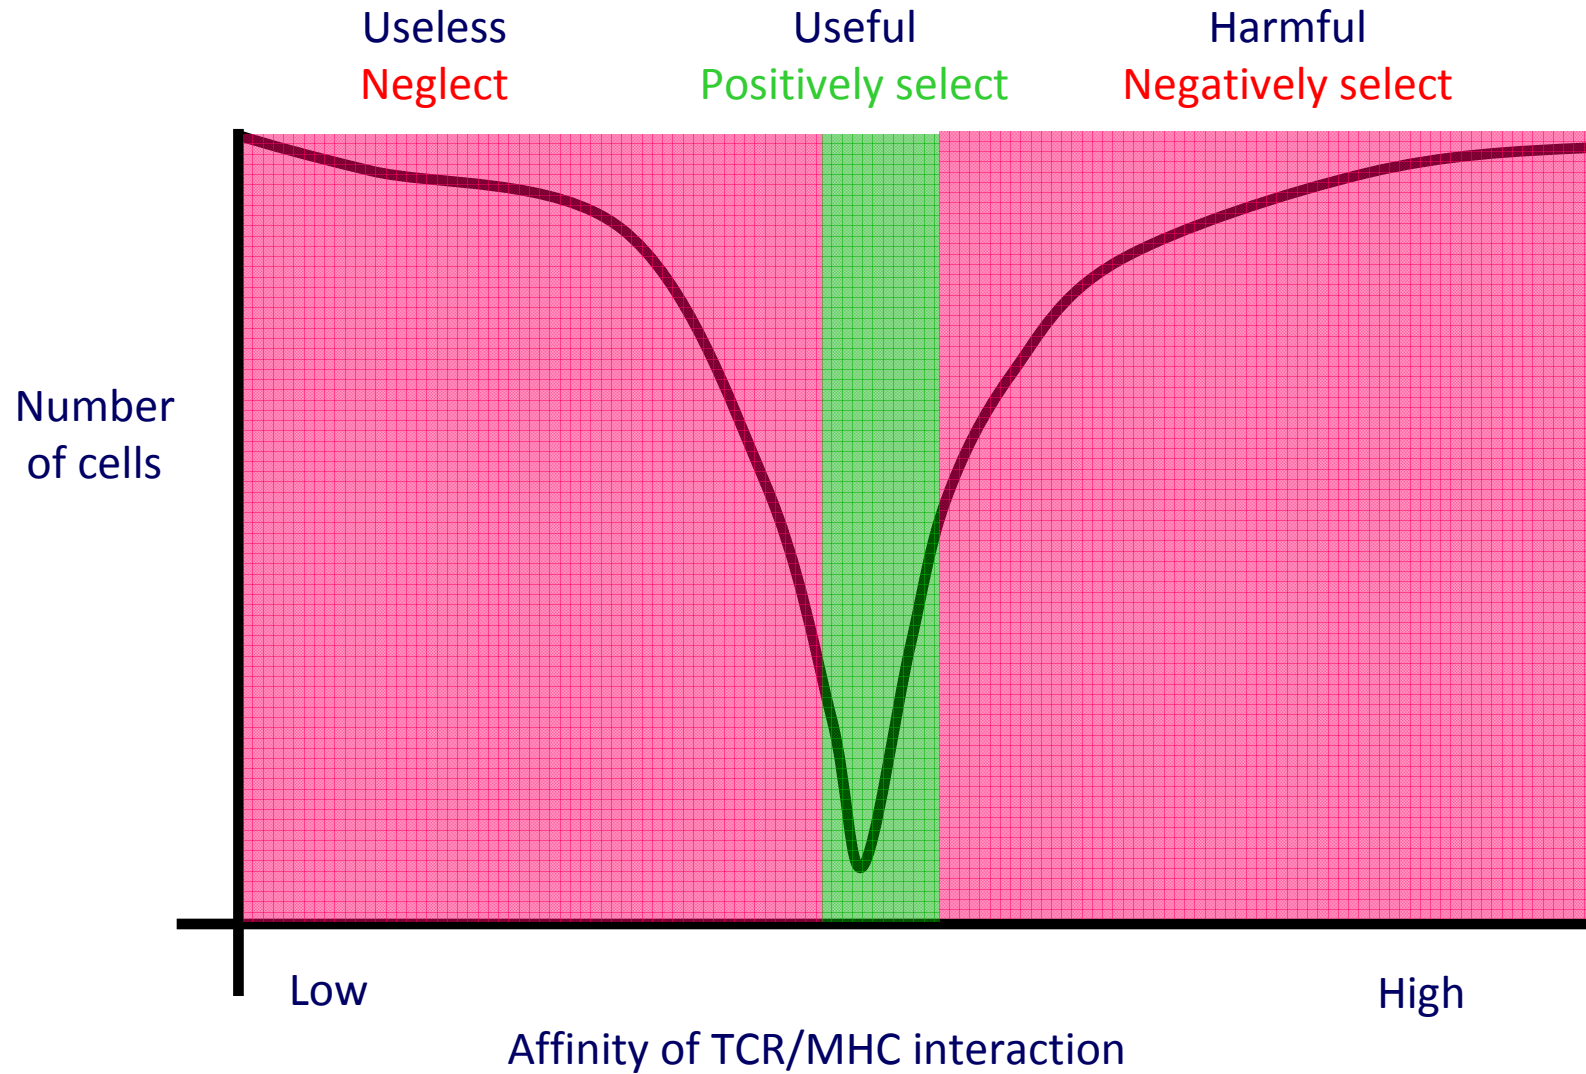 Useless
Neglect
Useful
Positively select
Harmful
Negatively select
Number
of cells
Low
High
Affinity of TCR/MHC interaction